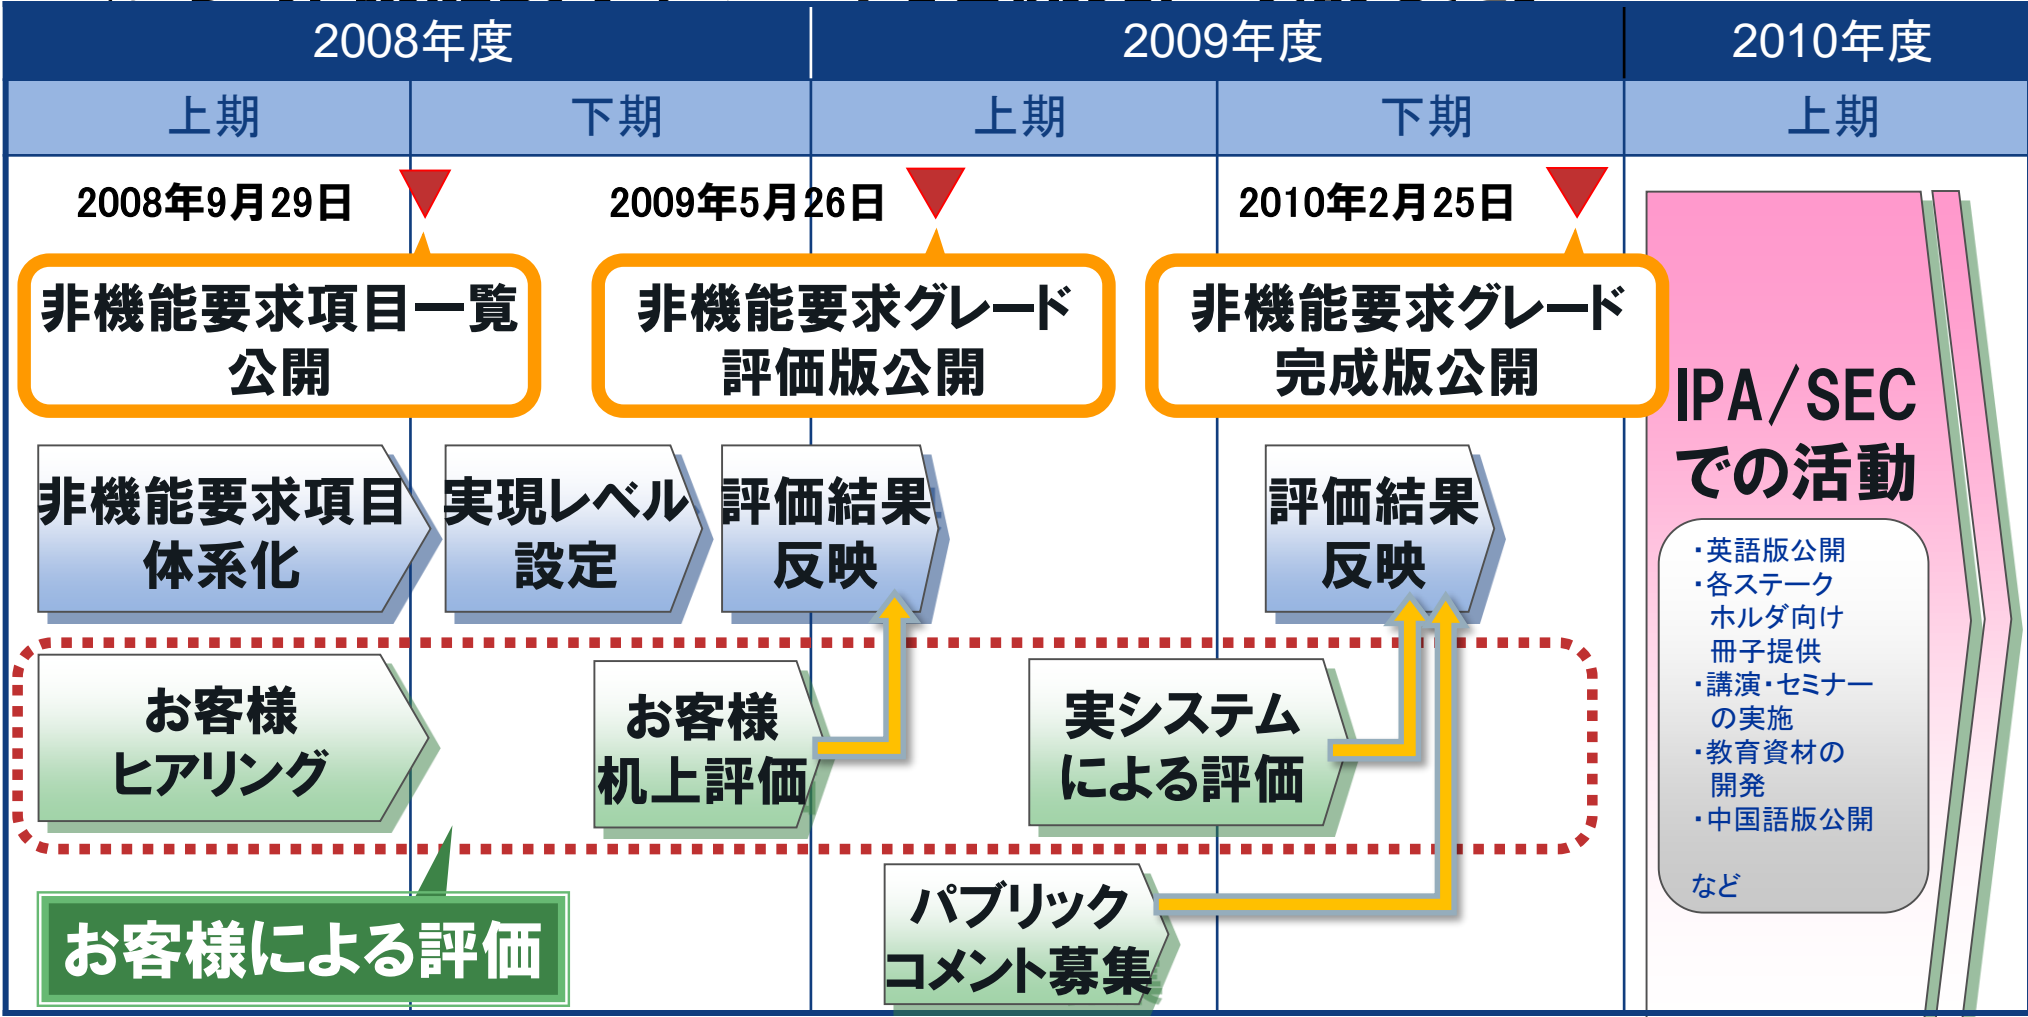 2008年度
2009年度
2010年度
上期
下期
上期
下期
上期
2008年9月29日
2009年5月26日
2010年2月25日
非機能要求項目一覧
公開
非機能要求グレード
評価版公開
非機能要求グレード
完成版公開
非機能要求項目
体系化
実現レベル
設定
評価結果
反映
評価結果
反映
お客様
ヒアリング
お客様
机上評価
実システム
による評価
パブリック
コメント募集
お客様による評価
IPA/SEC
での活動
・英語版公開
・各ステーク
ホルダ向け
冊子提供
・講演・セミナー
の実施
・教育資材の
開発
・中国語版公開
など